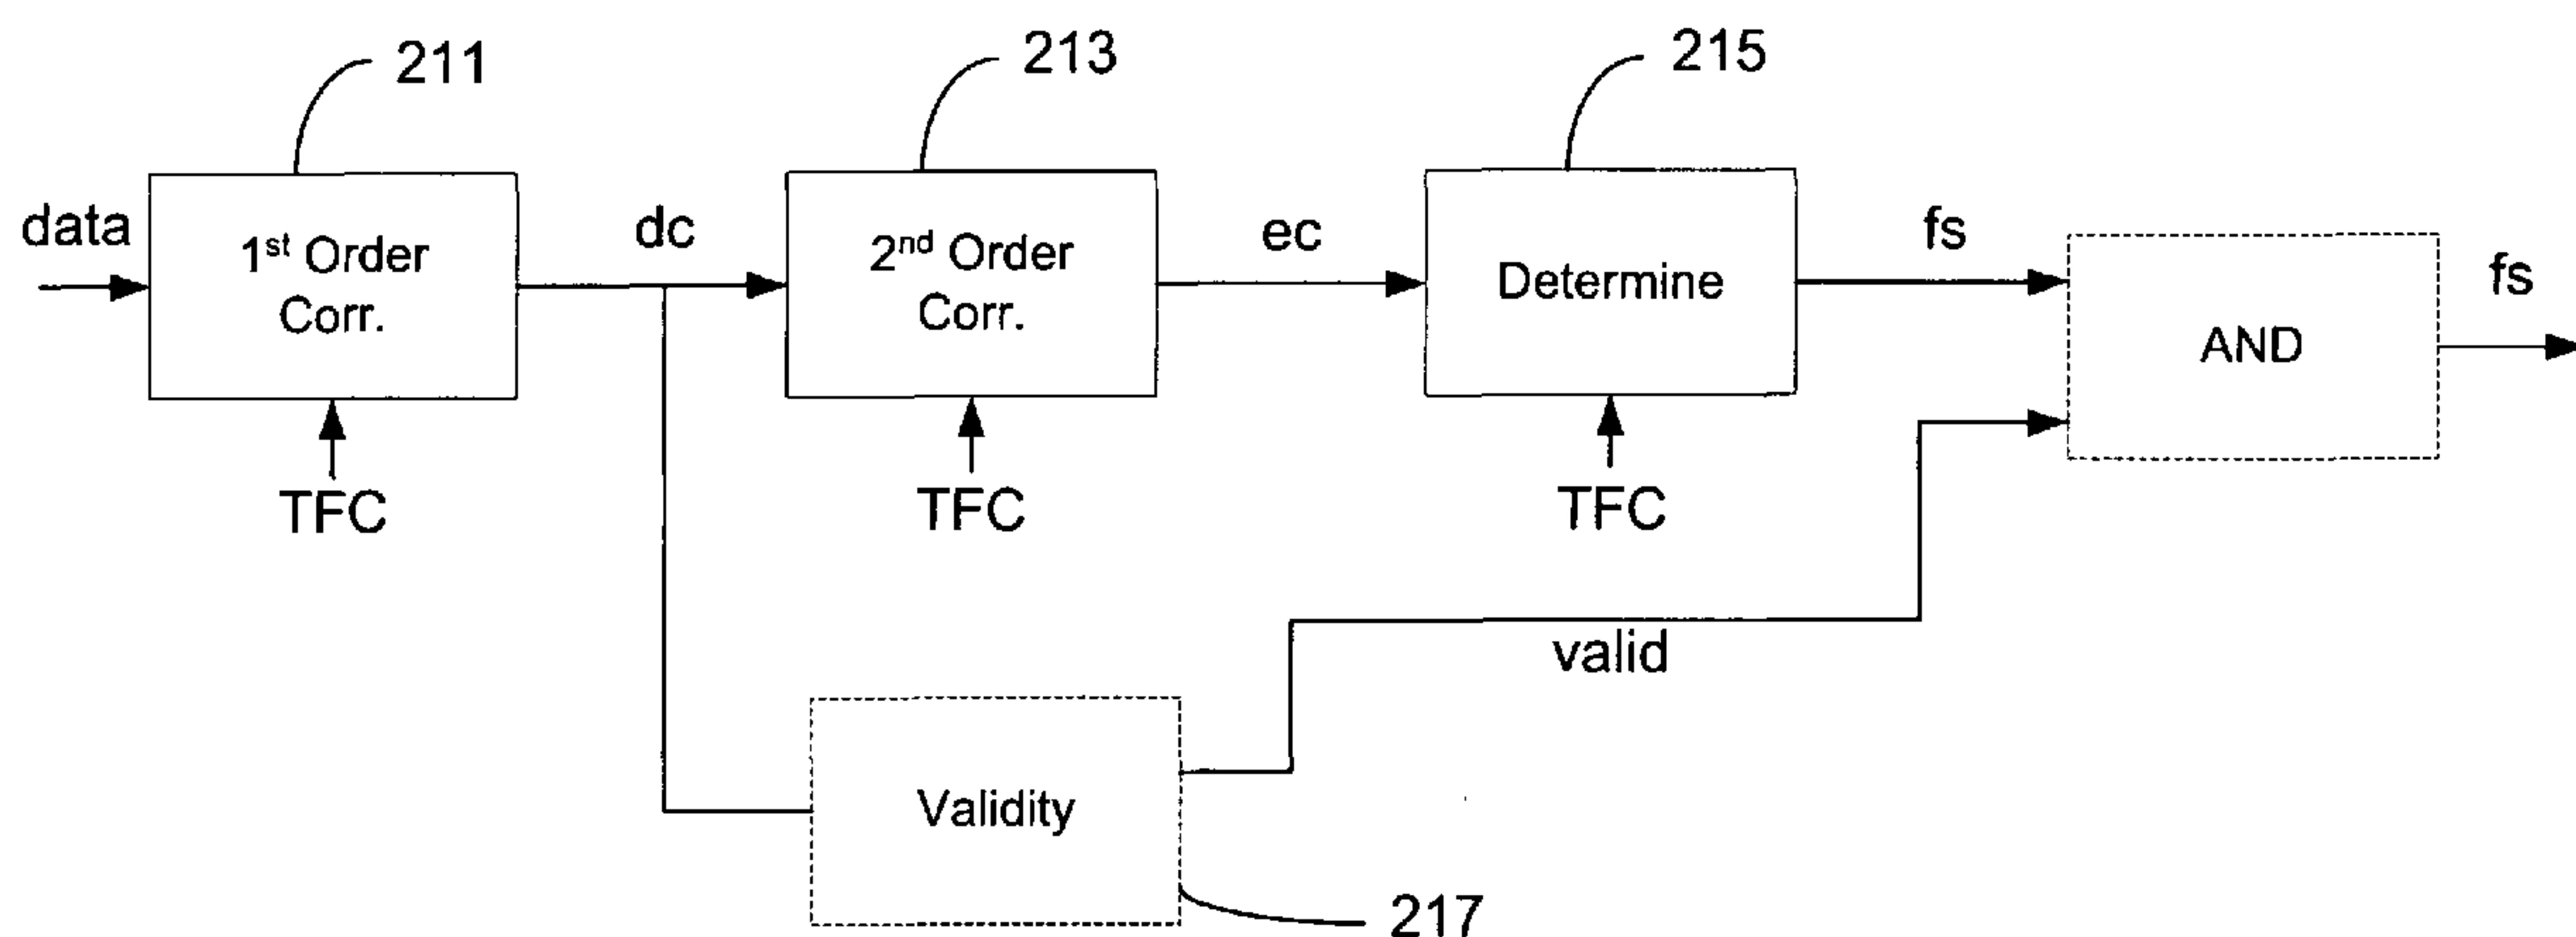 211
213
215
data
1st Order
Corr.
dc
2nd Order
Corr.
ec
Determine
fs
AND
fs
TFC
TFC
TFC
valid
Validity
217